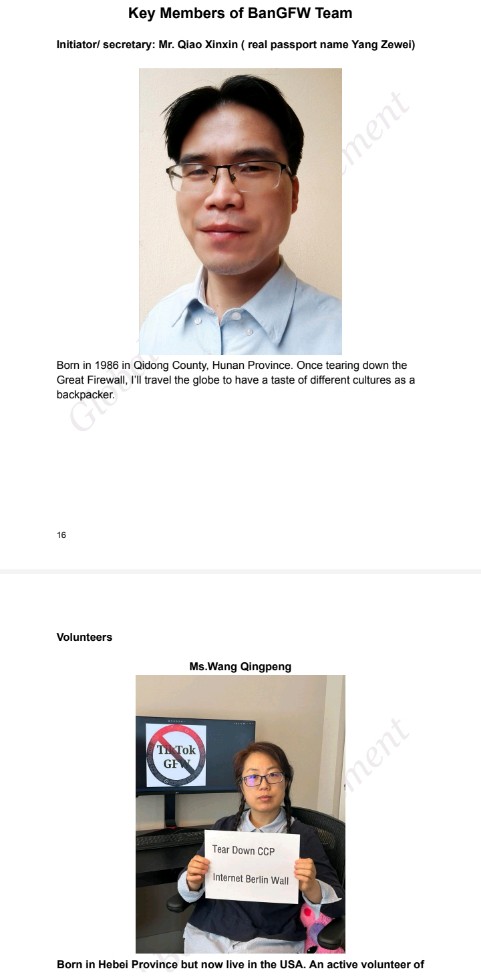 Key Members of BanGFW Team
Initiator/ secretary: Mr. Qiao Xinxin ( real passport name Yang Zewei)
Born in 1986 in Qidong County, Hunan Province. Once tearing down the
Great Firewall, I'll travel the globe to have a taste of different cultures as a
backpacker.
16
Volunteers
Ms.Wang Qingpeng
TikTok
GFW
Tear Down CCP
Internet Berlin Wall
Born in Hebei Province but now live in the USA. An active volunteer of